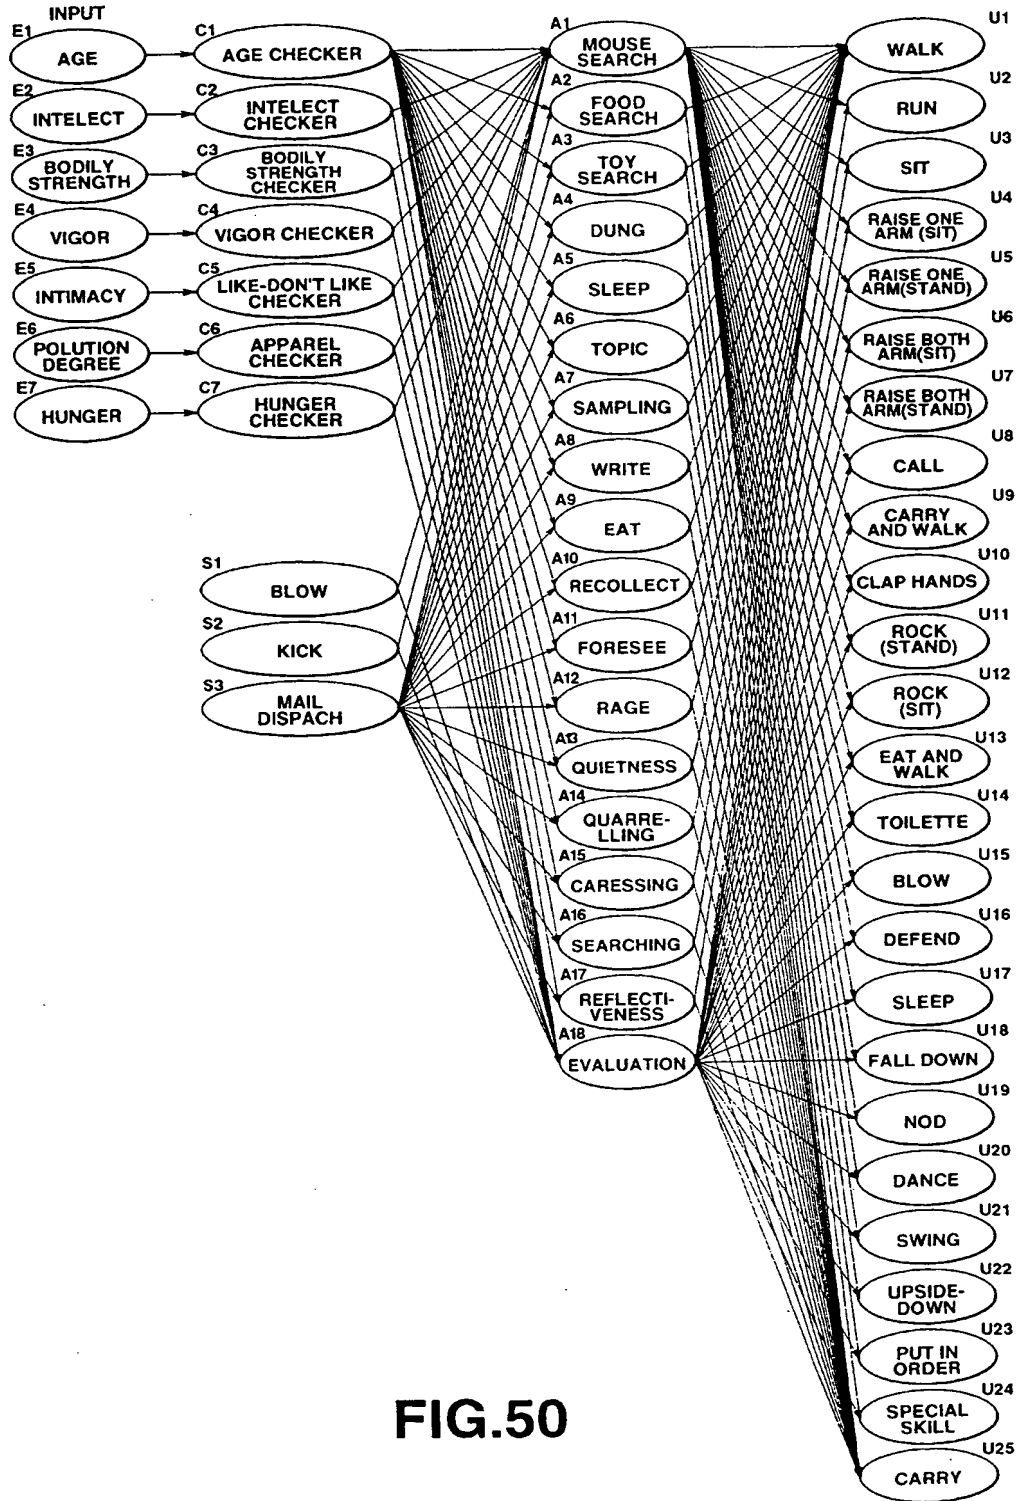 INPUT
E1
AGE
E2
INTELECT
E3
BODILY
STRENGTH
E4
VIGOR
E5
INTIMACY
E6
POLUTION
DEGREE
E7
HUNGER
C1
AGE CHECKER
C2
INTELECT
CHECKER
C3
BODILY
STRENGTH
CHECKER
C4
VIGOR CHECKER
C5
LIKE-DON'T LIKE
CHECKER
C6
APPAREL
CHECKER
C7
HUNGER
CHECKER
S1
BLOW
S2
KICK
S3
MAIL
DISPACH
A1
MOUSE
SEARCH
A2
FOOD
SEARCH
A3
TOY
SEARCH
A4
DUNG
A5
SLEEP
A6
TOPIC
A7
SAMPLING
A8
WRITE
A9
EAT
A10
RECOLLECT
A11
FORESEE
A12
RAGE
A13
QUIETNESS
A14
QUARRE-
LLING
A15
CARESSING
A16
SEARCHING
A17
REFLECTI-
VENESS
A18
EVALUATION
U1
WALK
U2
RUN
U3
SIT
U4
RAISE ONE
ARM (SIT)
U5
RAISE ONE
ARM(STAND)
U6
RAISE BOTH
ARM(SIT)
U7
RAISE BOTH
ARM(STAND)
U8
CALL
U9
CARRY
AND WALK
U10
CLAP HANDS
U11
ROCK
(STAND)
U12
ROCK
(SIT)
U13
EAT AND
WALK
U14
TOILETTE
U15
BLOW
U16
DEFEND
U17
SLEEP
U18
FALL DOWN
U19
NOD
U20
DANCE
U21
SWING
U22
UPSIDE-
DOWN
U23
PUT IN
ORDER
U24
SPECIAL
SKILL
U25
CARRY
FIG.50